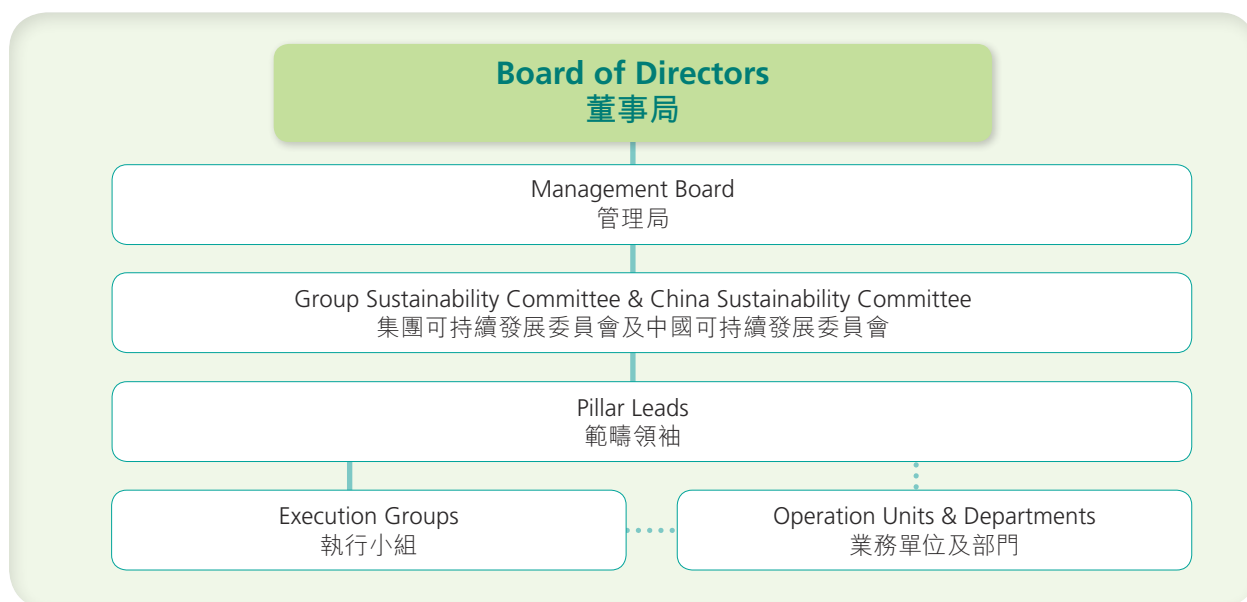 Board of Directors
董事局
Management Board
管理局
Group Sustainability Committee & China Sustainability Committee
集團可持續發展委員會及中國可持續發展委員會
Pillar Leads
範疇領袖
Execution Groups
執行小組
Operation Units & Departments
業務單位及部門